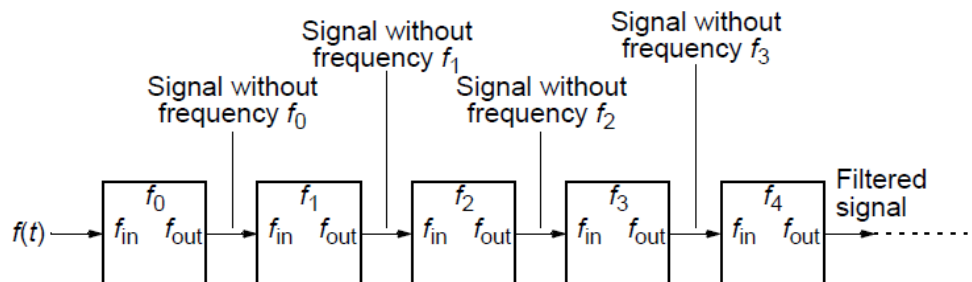 Signal without
frequency f0
Signal without
frequency f1
Signal without
frequency f2
Signal without
frequency f3
f(t)
f0
fin fout
f1
fin fout
f2
fin fout
f3
fin fout
f4
fin fout
Filtered
signal